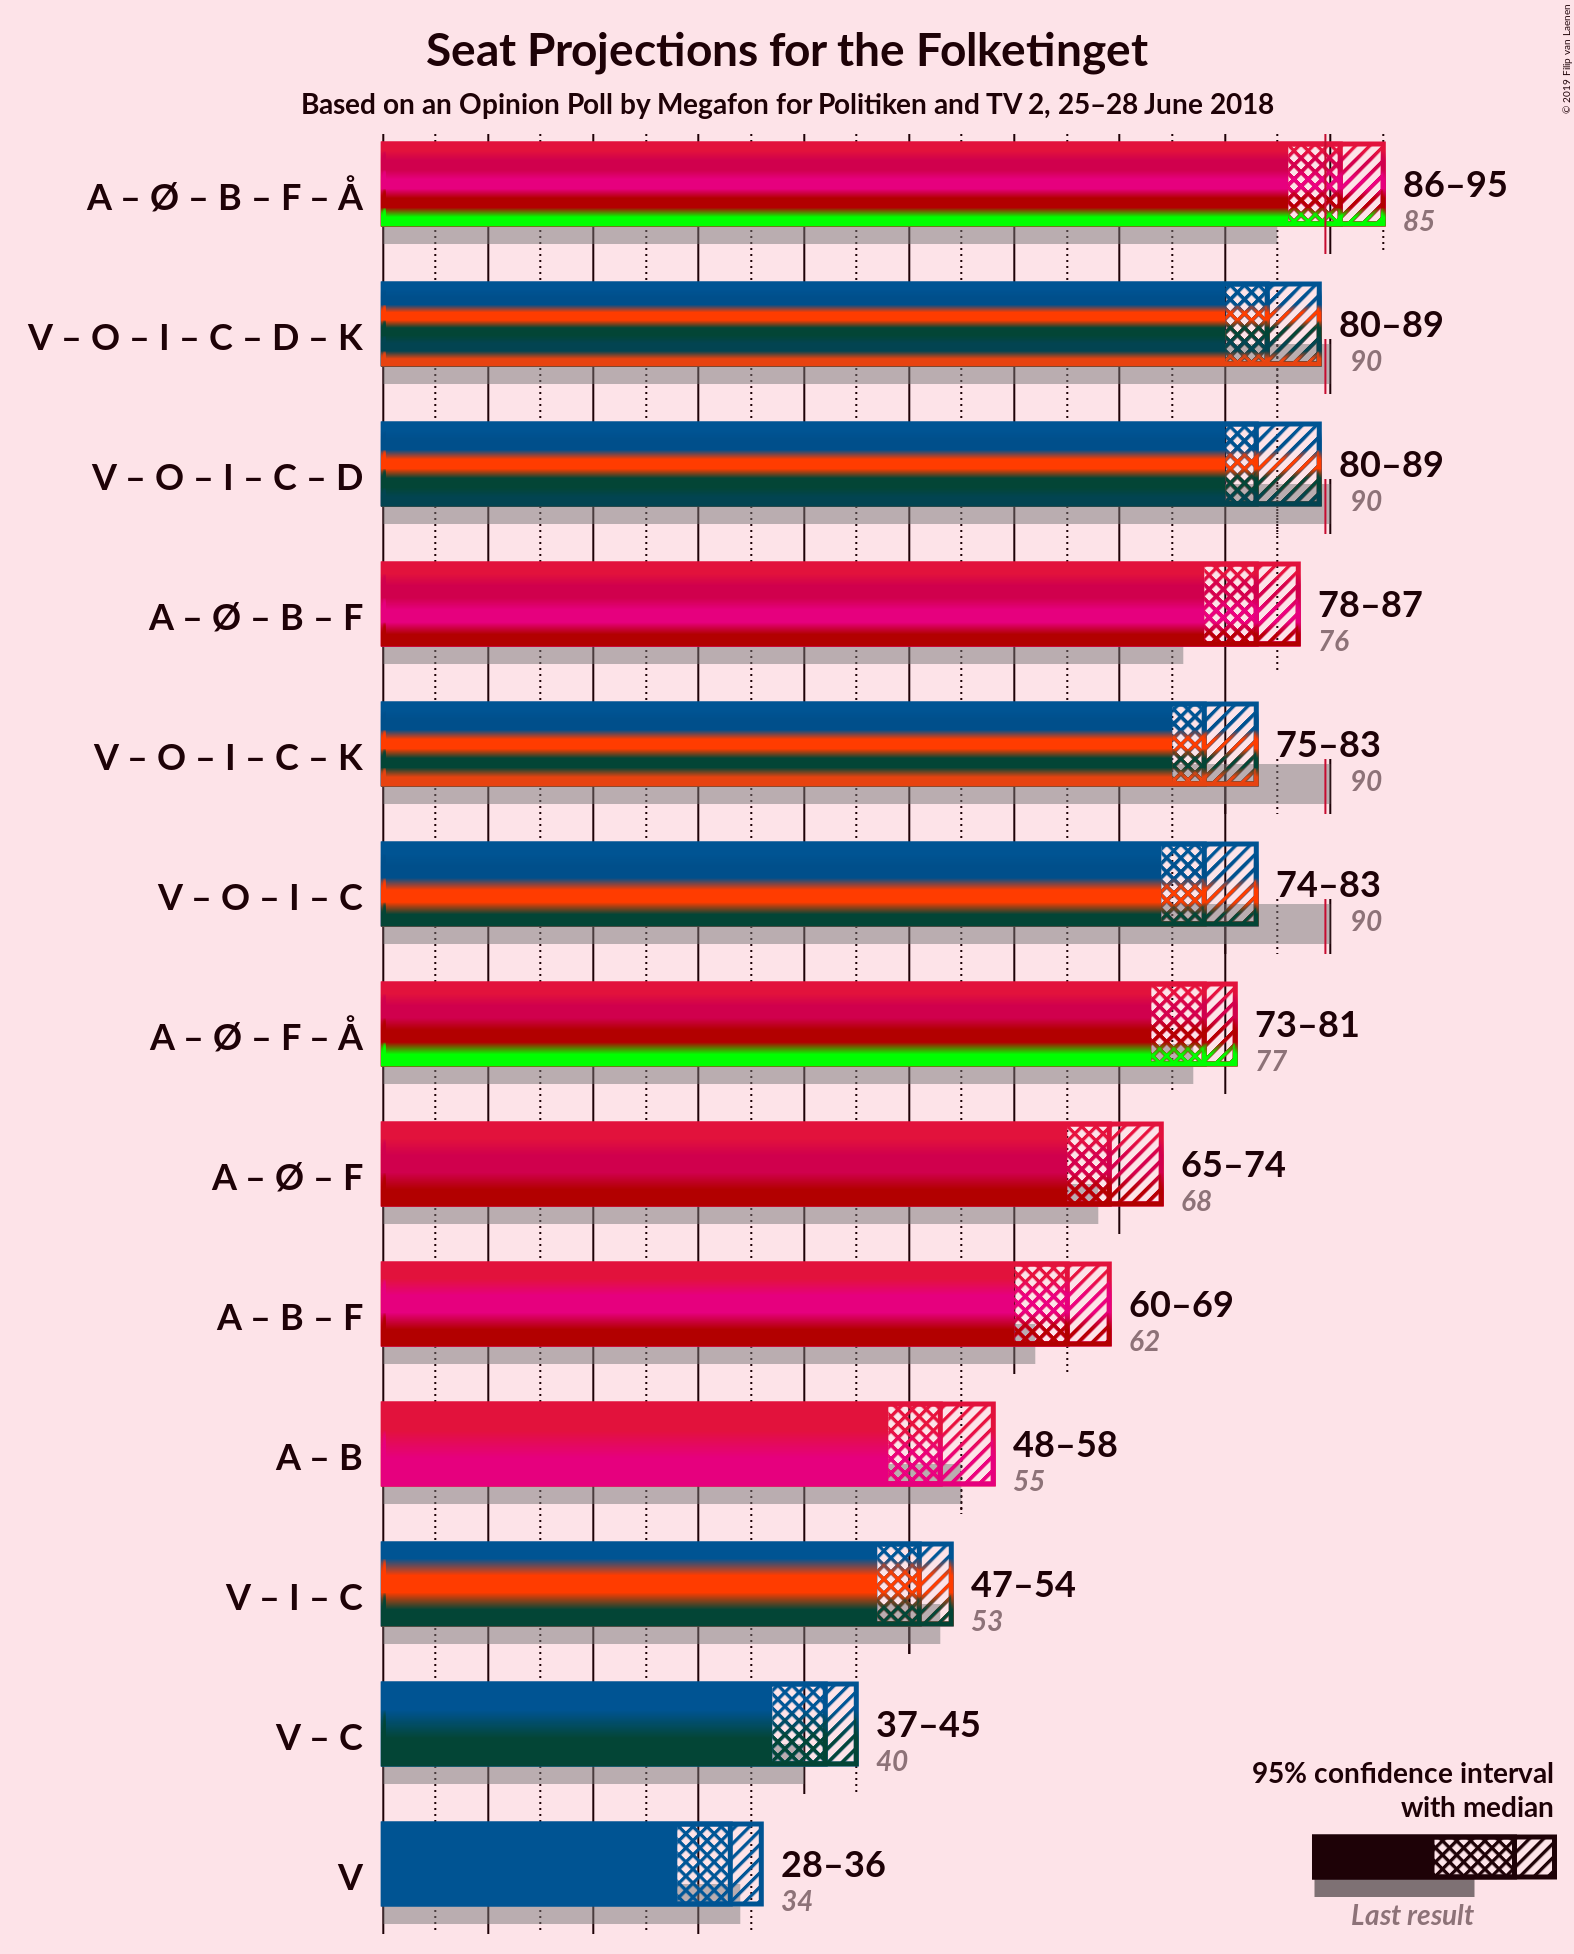 Seat Projections for the Folketinget
Based on an Opinion Poll by Megafon for Politiken and TV 2, 25–28 June 2018
© 2019 Filip van Laenen
A – Ø – B – F – Å
86–95
85
V – O – I – C – D – K
80–89
90
V – O – I – C – D
80–89
90
A – Ø – B – F
78–87
76
V – O – I – C – K
75–83
90
V – O – I – C
74–83
90
A – Ø – F – Å
73–81
77
A – Ø – F
65–74
68
A – B – F
60–69
62
A – B
48–58
55
V – I – C
47–54
53
V – C
37–45
40
V
28–36
34
95% confidence interval
with median
Last result